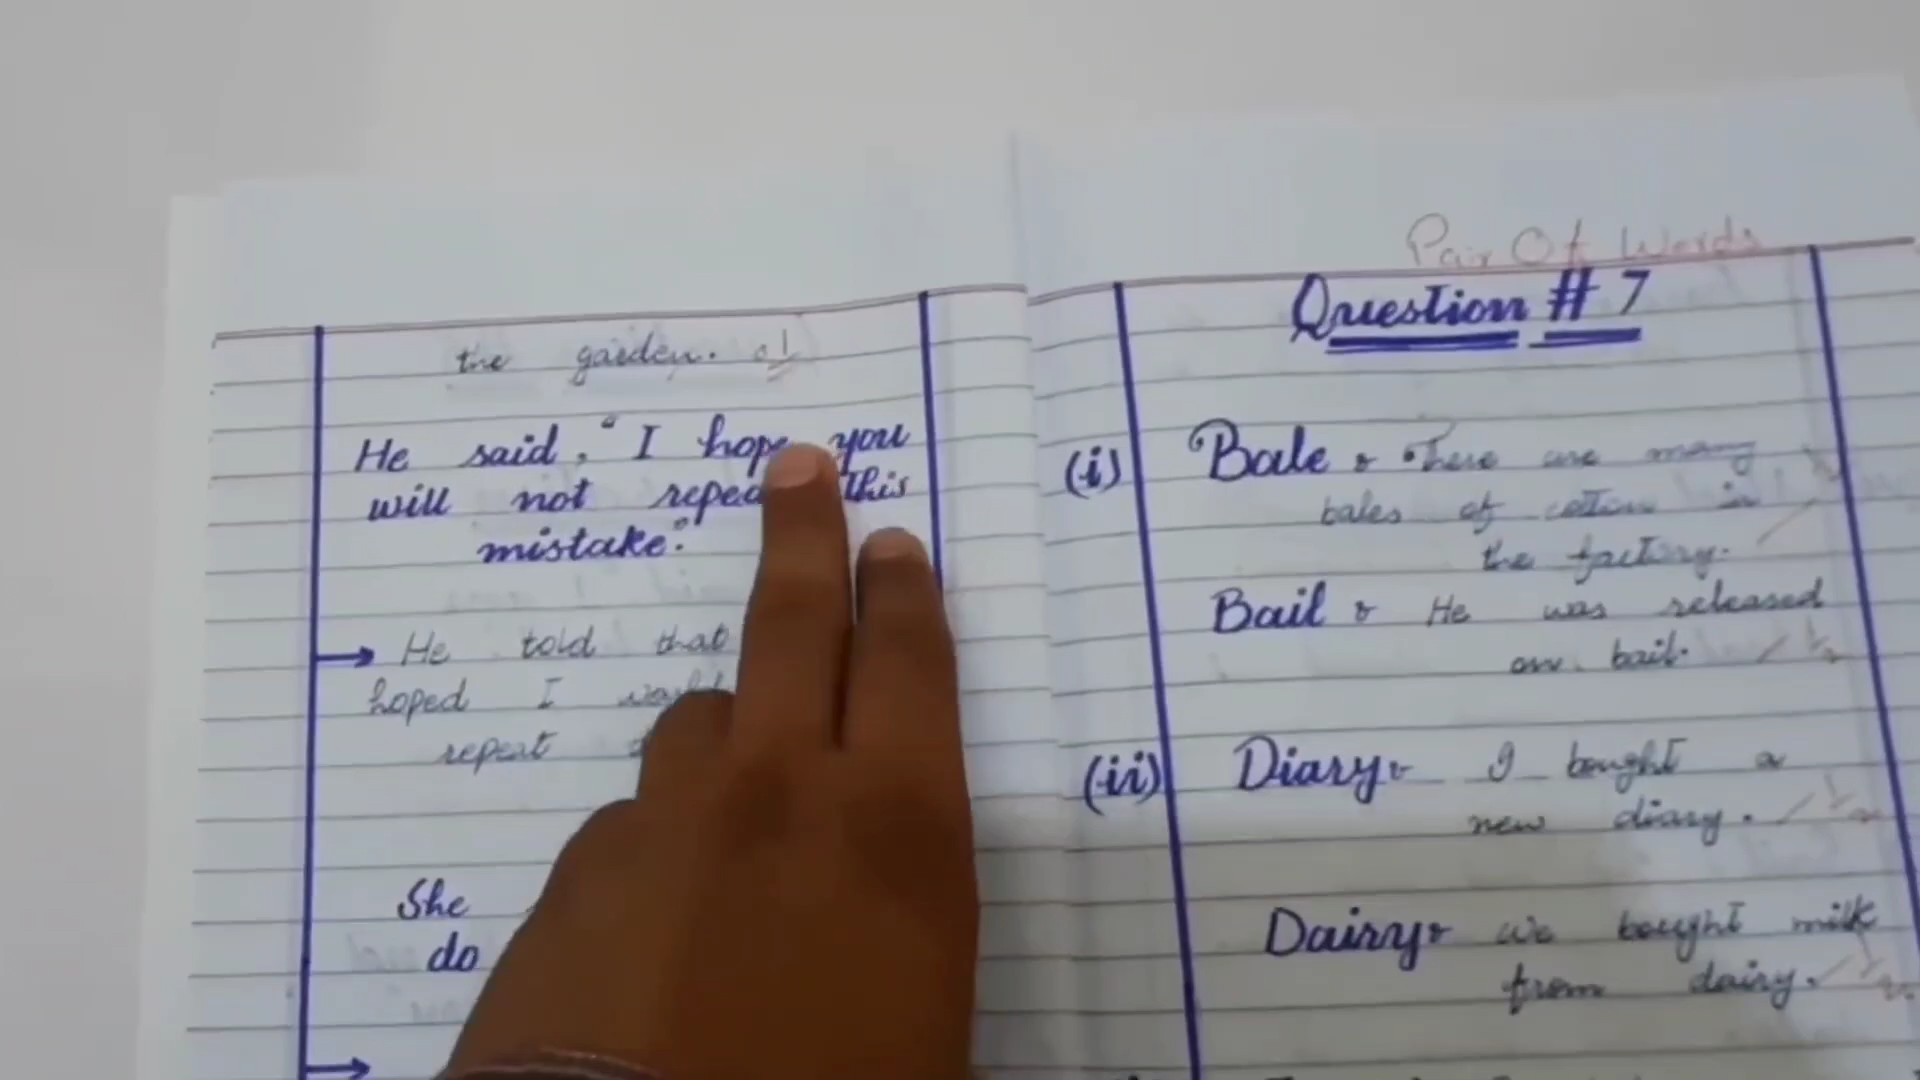 the garden. 01
He said, "I hope you
will not repeat this
mistake."
He told that
hoped I would
repeat
She
do
Pair Of Words
Question # 7
(i) Bale : There are many
bales of cotton in
the factory.
Bail : He was released
on bail.
(ii) Diary : I bought a
new diary.
Dairy : we bought milk
from dairy.